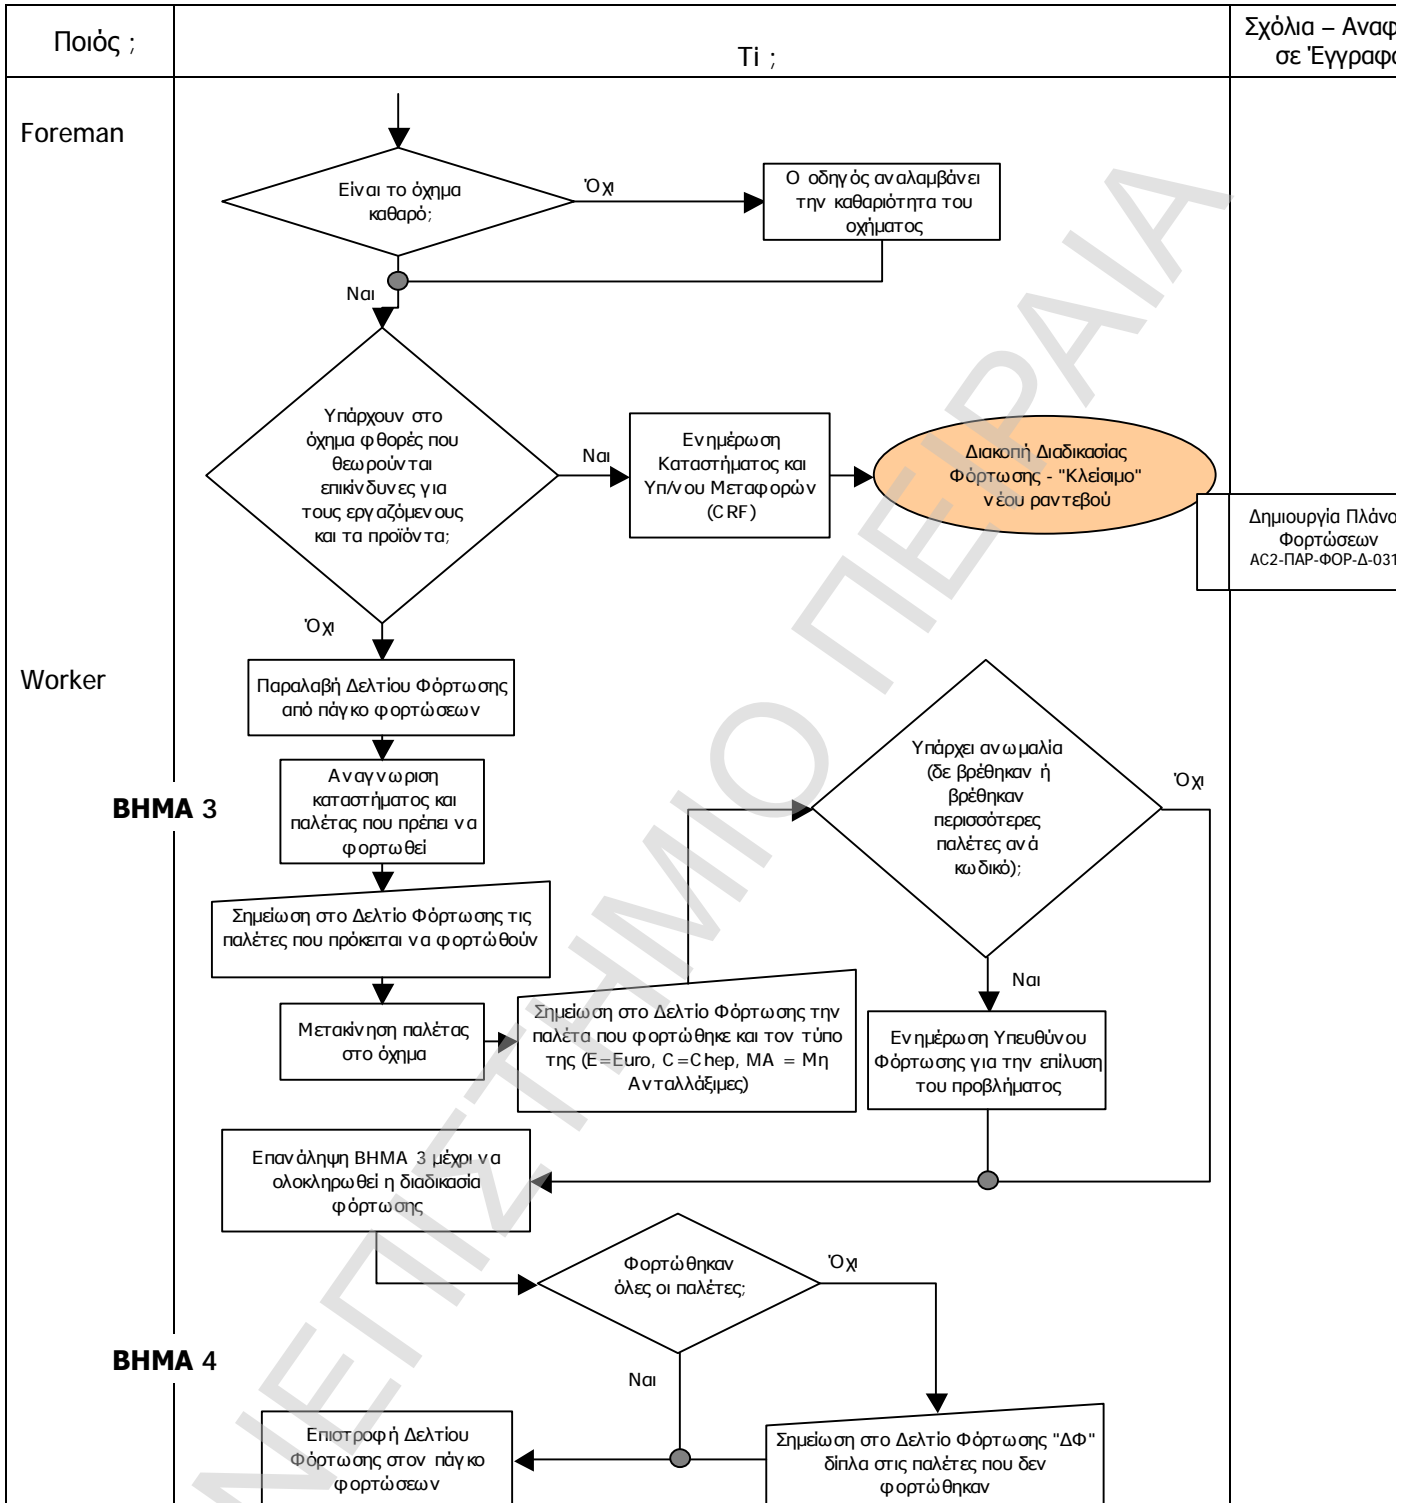 Ποιός ;
Τi ;
Σχόλια – Αναφ
σε Έγγραφα
Foreman
Είναι το όχημα
καθαρό;
Όχι
Ο οδηγός αναλαμβάνει
την καθαριότητα του
οχήματος
Ναι
Υπάρχουν στο
όχημα φθορές που
θεωρούνται
επικίνδυνες για
τους εργαζόμενους
και τα προϊόντα;
Ναι
Ενημέρωση
Καταστήματος και
Υπ/νου Μεταφορών
(CRF)
Διακοπή Διαδικασίας
Φόρτωσης - "Κλείσιμο"
νέου ραντεβού
Δημιουργία Πλάνο
Φορτώσεων
AC2-ΠΑΡ-ΦΟΡ-Δ-031
Όχι
Worker
Παραλαβή Δελτίου Φόρτωσης
από πάγκο φορτώσεων
ΒΗΜΑ 3
Αναγνωριση
καταστήματος και
παλέτας που πρέπει να
φορτωθεί
Υπάρχει ανωμαλία
(δε βρέθηκαν ή
βρέθηκαν
περισσότερες
παλέτες ανά
κωδικό);
Όχι
Σημείωση στο Δελτίο Φόρτωσης τις
παλέτες που πρόκειται να φορτώθούν
Ναι
Μετακίνηση παλέτας
στο όχημα
Σημείωση στο Δελτίο Φόρτωσης την
παλέτα που φορτώθηκε και τον τύπο
της (E=Euro, C=Chep, MA = Μη
Ανταλλάξιμες)
Ενημέρωση Υπευθύνου
Φόρτωσης για την επίλυση
του προβλήματος
Επανάληψη ΒΗΜΑ 3 μέχρι να
ολοκληρωθεί η διαδικασία
φόρτωσης
Φορτώθηκαν
όλες οι παλέτες;
Όχι
ΒΗΜΑ 4
Ναι
Επιστροφή Δελτίου
Φόρτωσης στον πάγκο
φορτώσεων
Σημείωση στο Δελτίο Φόρτωσης "ΔΦ"
δίπλα στις παλέτες που δεν
φορτώθηκαν
ΝΕΠΙΣΤΗΜΙΟ ΠΕΙΡΑΙΑ